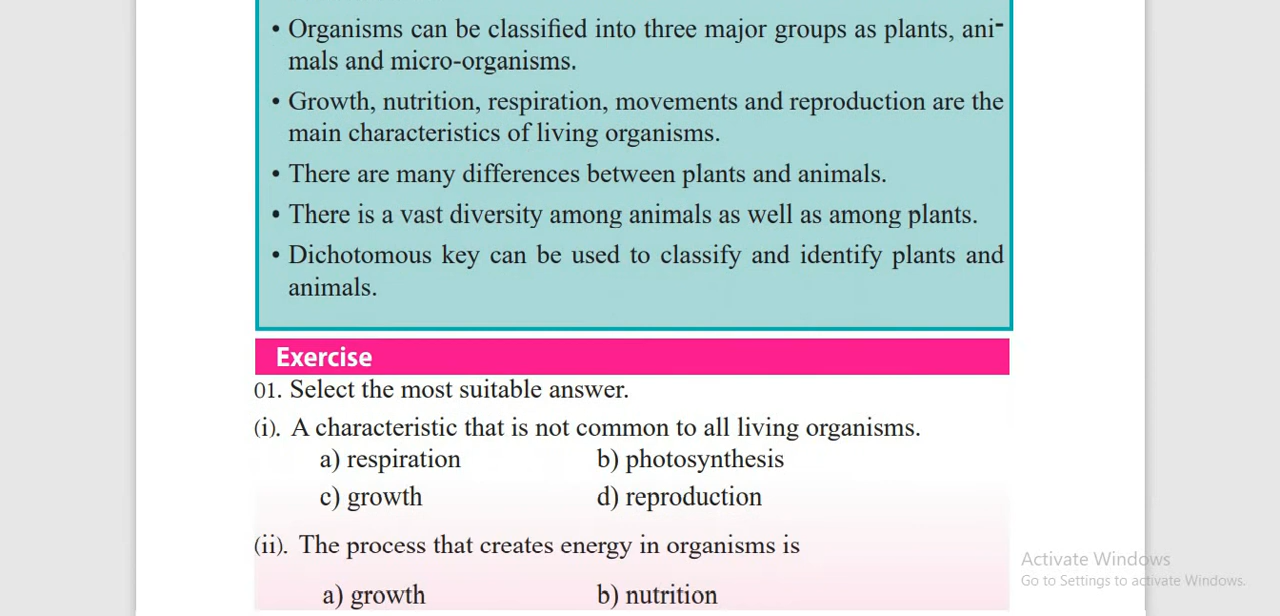 • Organisms can be classified into three major groups as plants, ani-
mals and micro-organisms.
• Growth, nutrition, respiration, movements and reproduction are the
main characteristics of living organisms.
• There are many differences between plants and animals.
• There is a vast diversity among animals as well as among plants.
• Dichotomous key can be used to classify and identify plants and
animals.
Exercise
01. Select the most suitable answer.
(i). A characteristic that is not common to all living organisms.
a) respiration b) photosynthesis
c) growth d) reproduction
(ii). The process that creates energy in organisms is
a) growth b) nutrition
Activate Windows
Go to Settings to activate Windows.